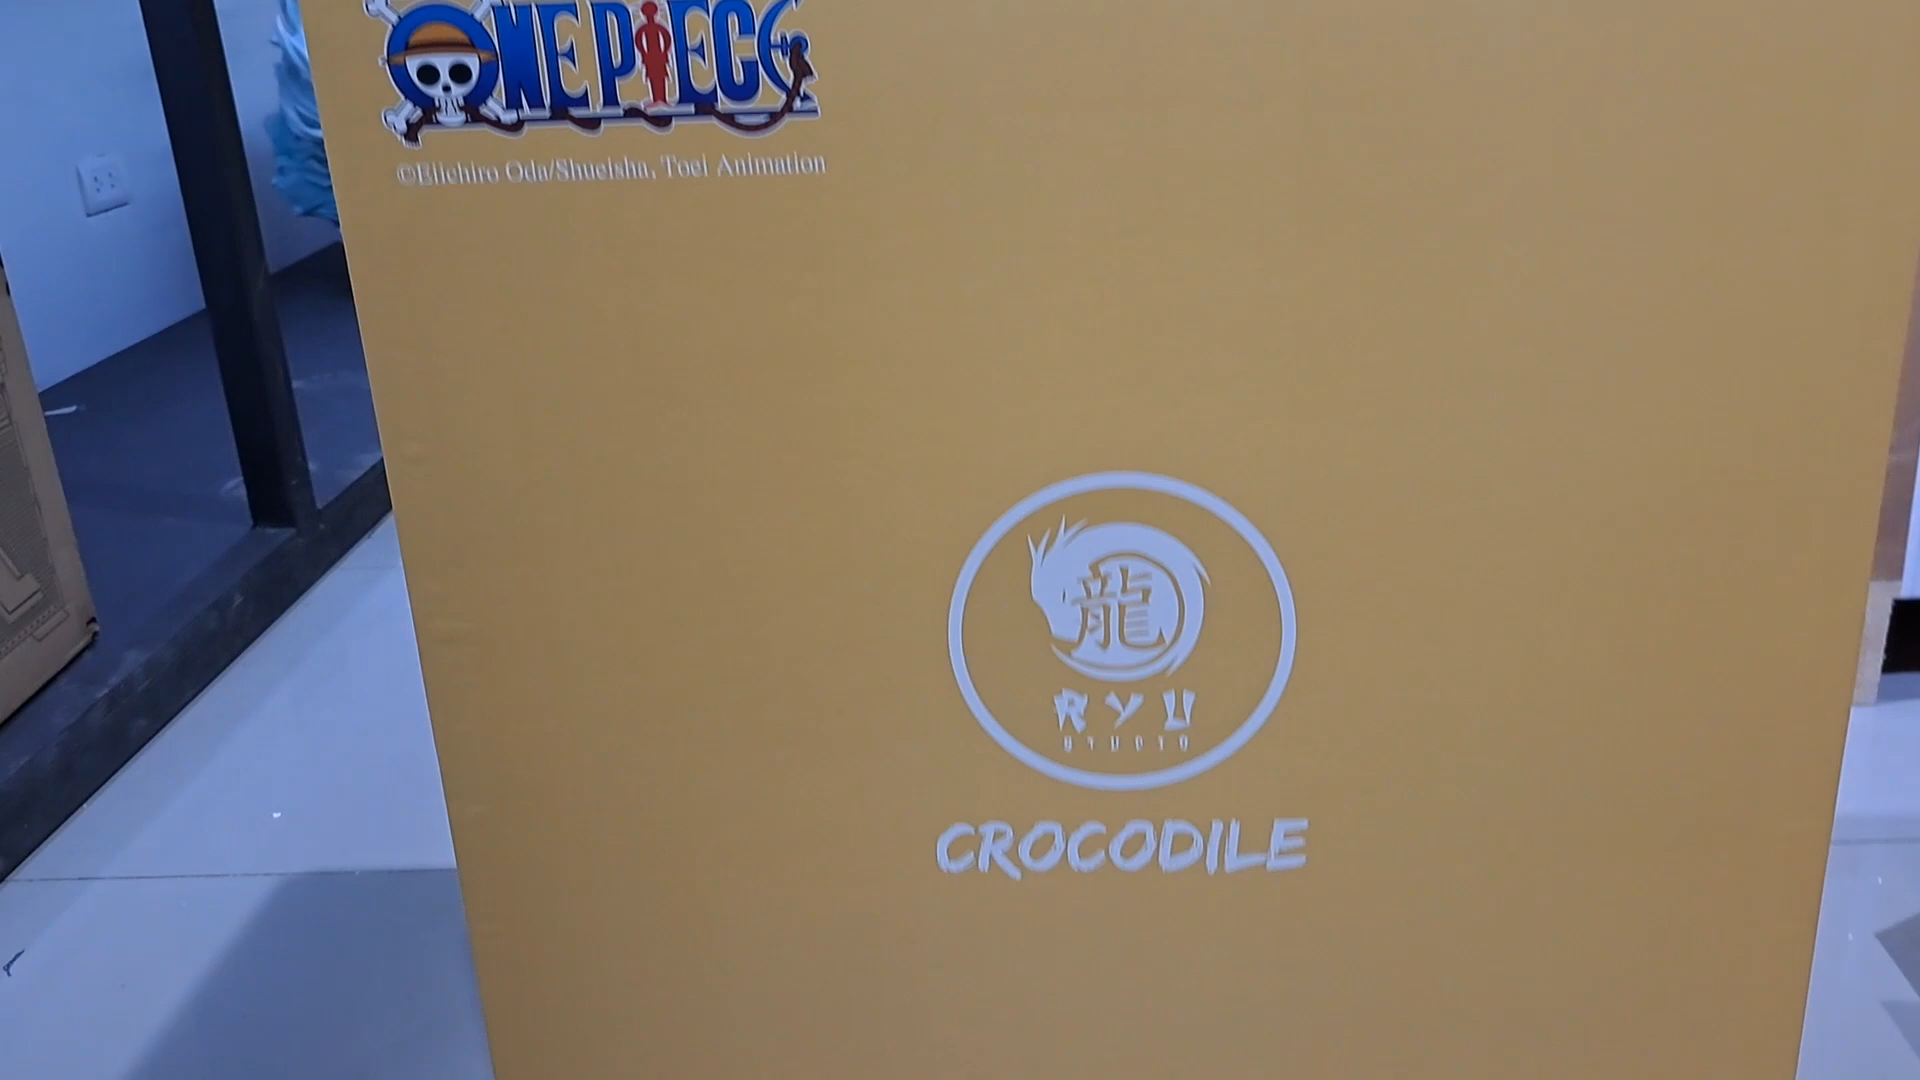 ONE PIECE
©Eiichiro Oda/Shueisha, Toei Animation
龍
RYU
STUDIO
CROCODILE